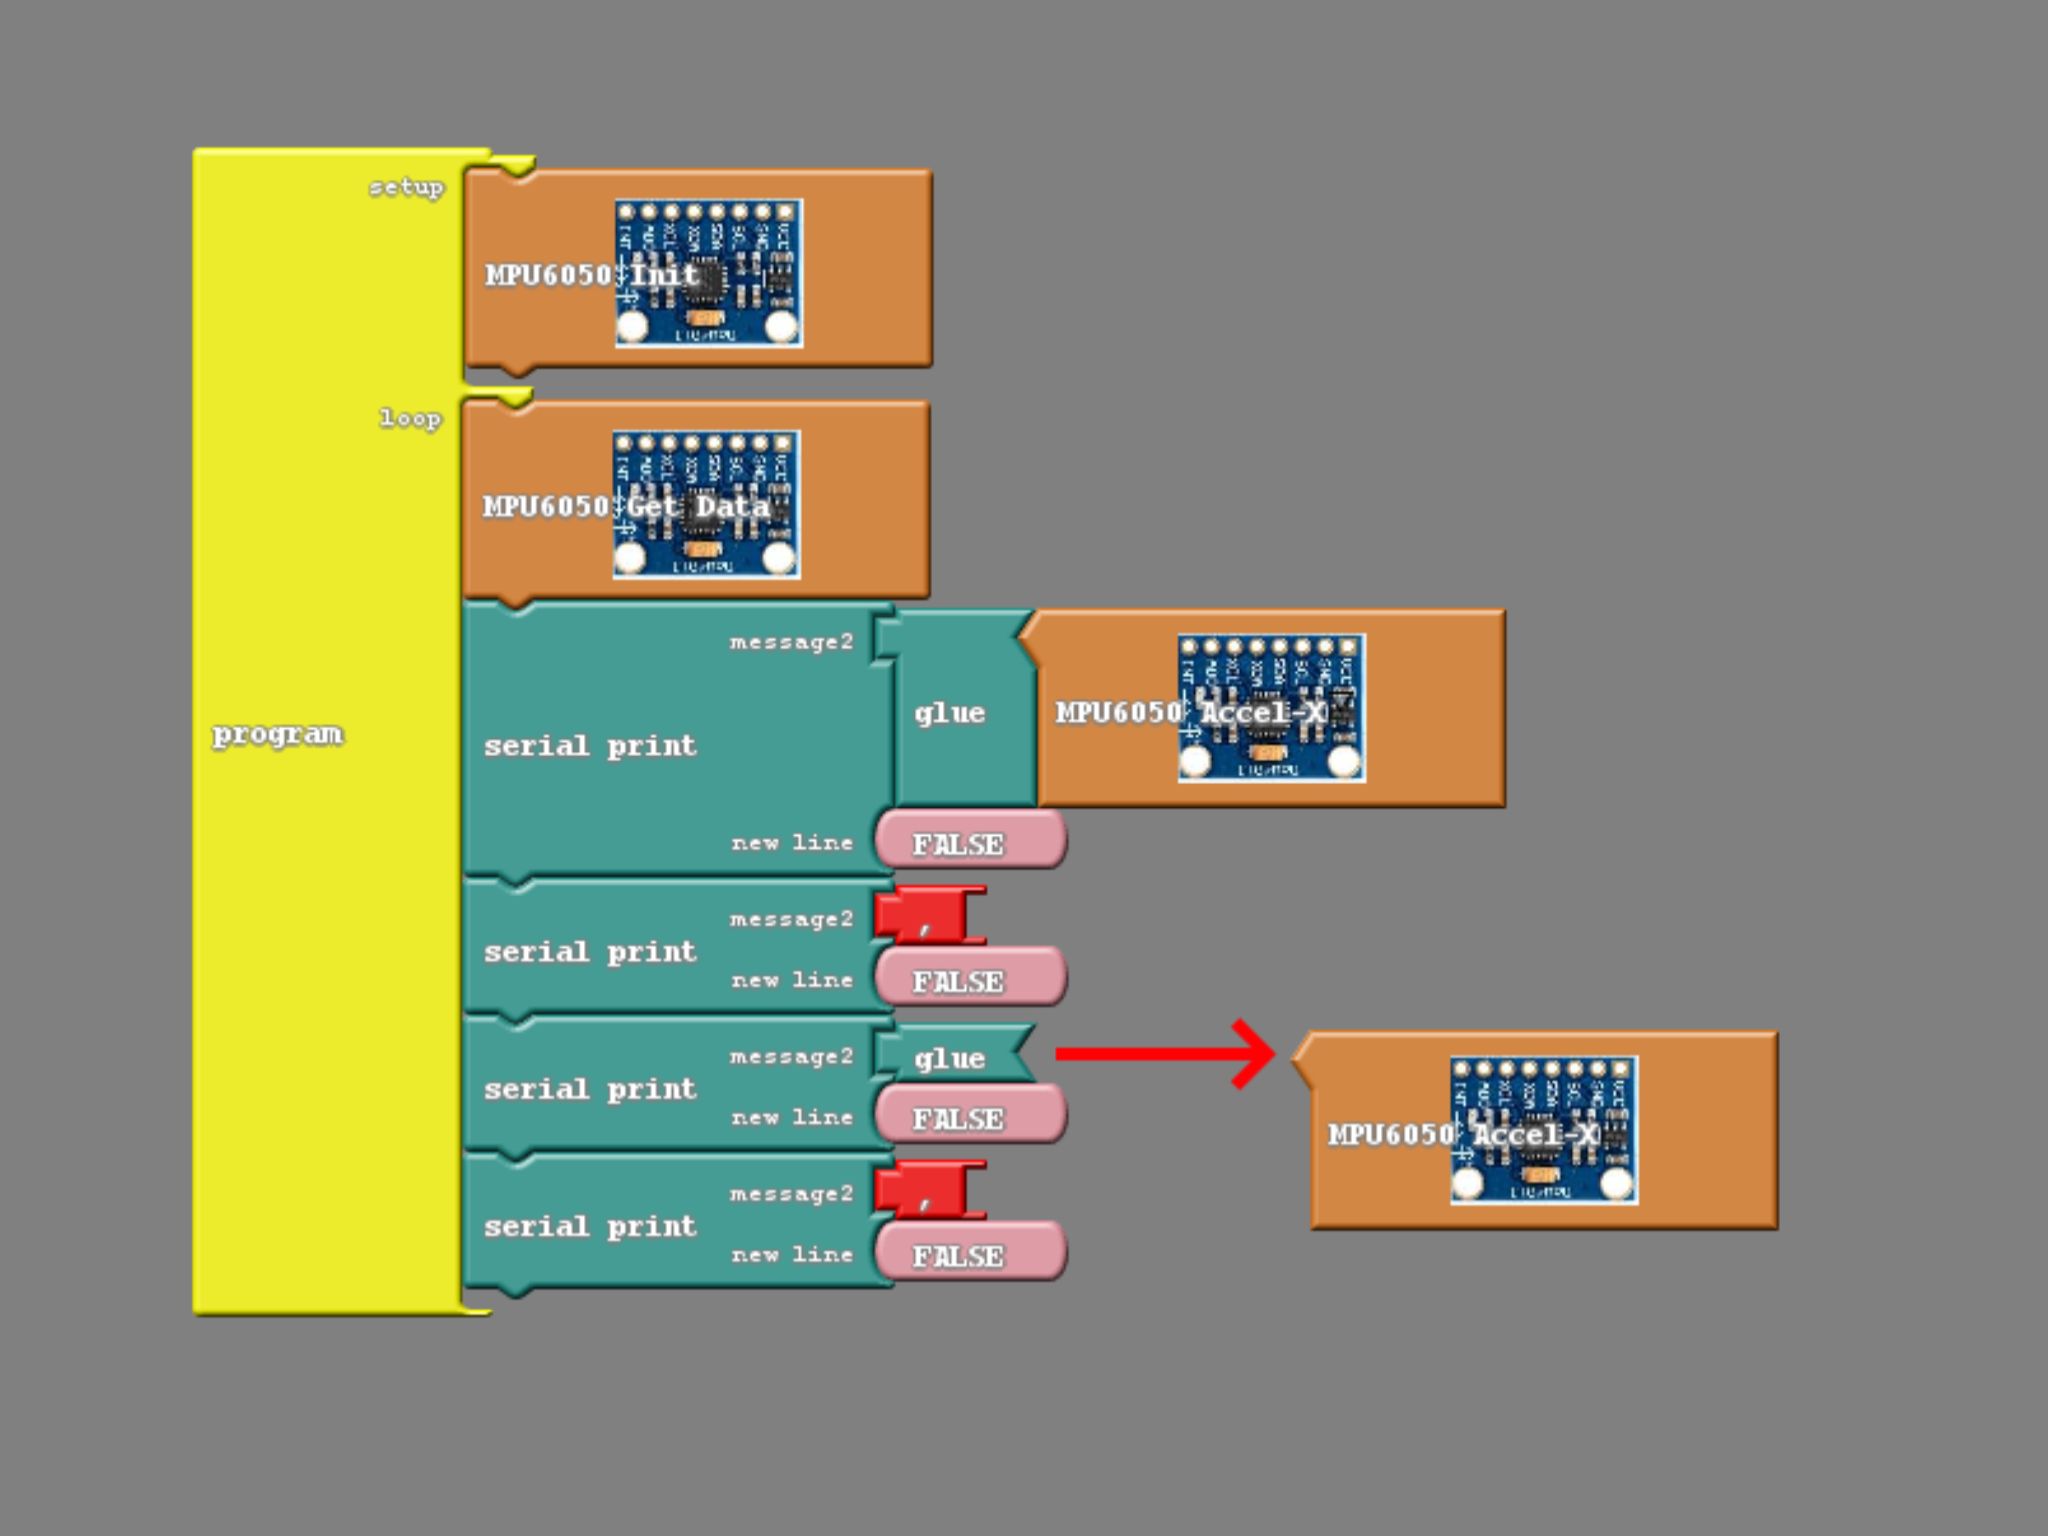 setup
MPU6050 Init
loop
MPU6050 Get Data
program
message2
glue
MPU6050 Accel-X
serial print
new line
FALSE
message2
,
serial print
new line
FALSE
message2
glue
serial print
new line
FALSE
MPU6050 Accel-X
message2
,
serial print
new line
FALSE